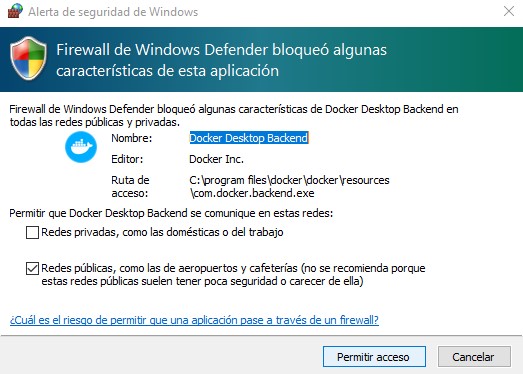 Alerta de seguridad de Windows
Firewall de Windows Defender bloqueó algunas
características de esta aplicación
Firewall de Windows Defender bloqueó algunas características de Docker Desktop Backend en
todas las redes públicas y privadas.
Nombre: Docker Desktop Backend
Editor: Docker Inc.
Ruta de C:\program files\docker\docker\resources
acceso: \com.docker.backend.exe
Permitir que Docker Desktop Backend se comunique en estas redes:
Redes privadas, como las domésticas o del trabajo
Redes públicas, como las de aeropuertos y cafeterías (no se recomienda porque
estas redes públicas suelen tener poca seguridad o carecer de ella)
¿Cuál es el riesgo de permitir que una aplicación pase a través de un firewall?
Permitir acceso Cancelar